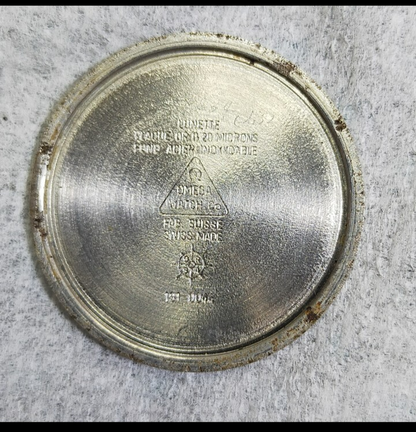 LUNETTE
PLAQUE OR G 20 MICRONS
FOND ACIER INOXYDABLE
Ω
OMEGA
WATCH Co
FAB. SUISSE
SWISS MADE